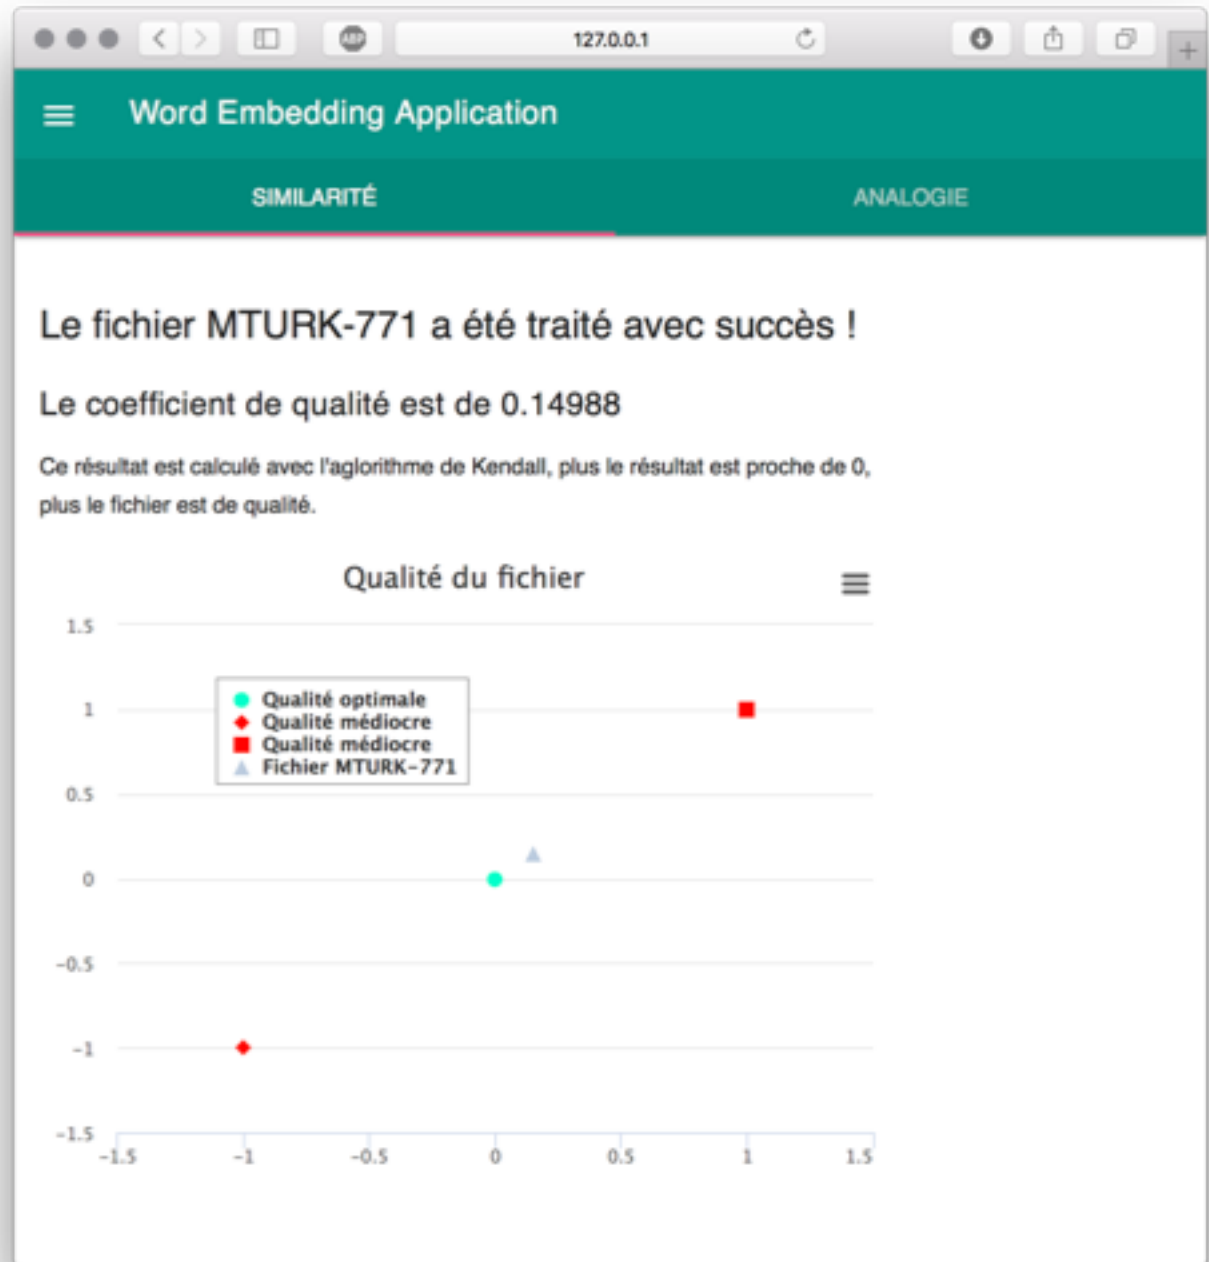 ABP
127.0.0.1
Word Embedding Application
SIMILARITÉ
ANALOGIE
Le fichier MTURK-771 a été traité avec succès !
Le coefficient de qualité est de 0.14988
Ce résultat est calculé avec l'aglorithme de Kendall, plus le résultat est proche de 0,
plus le fichier est de qualité.
Qualité du fichier
1.5
Qualité optimale
1
Qualité médiocre
Qualité médiocre
Fichier MTURK-771
0.5
0
-0.5
-1
-1.5
-1.5 -1 -0.5 0 0.5 1 1.5